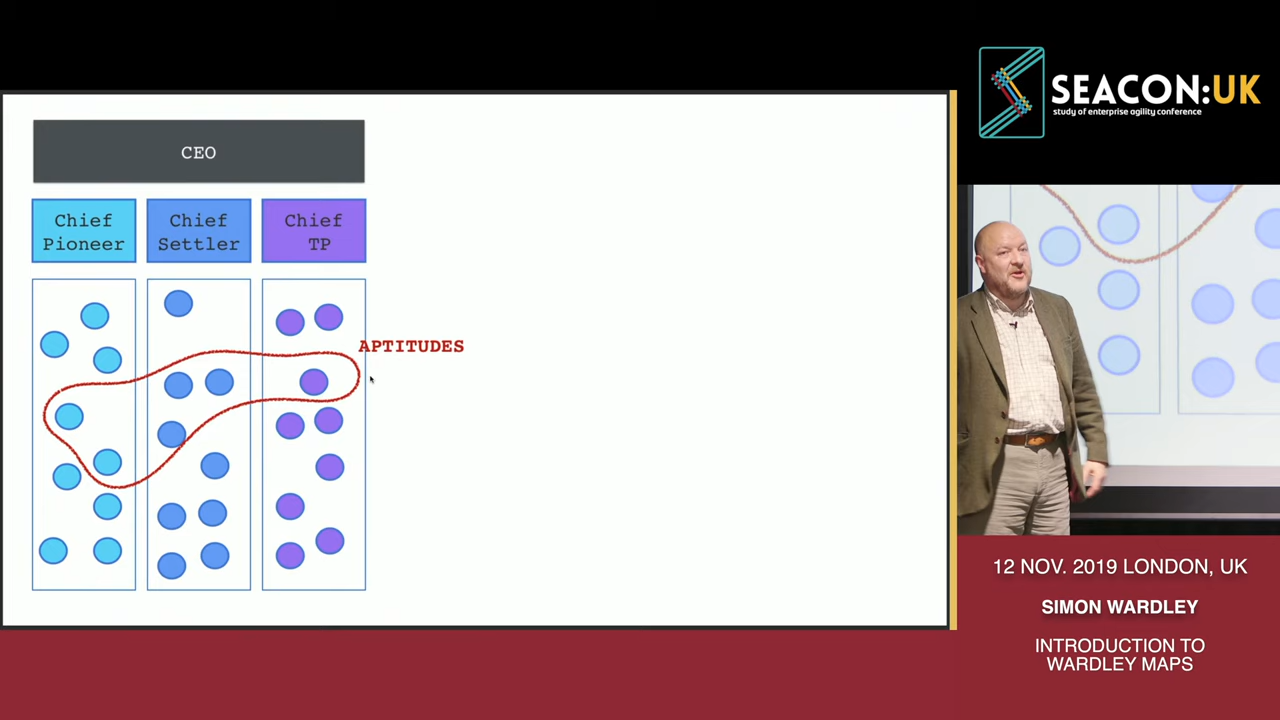 CEO
Chief
Pioneer
Chief
Settler
Chief
TP
APTITUDES
SEACON:UK
study of enterprise agility conference
12 NOV. 2019 LONDON, UK
SIMON WARDLEY
INTRODUCTION TO
WARDLEY MAPS